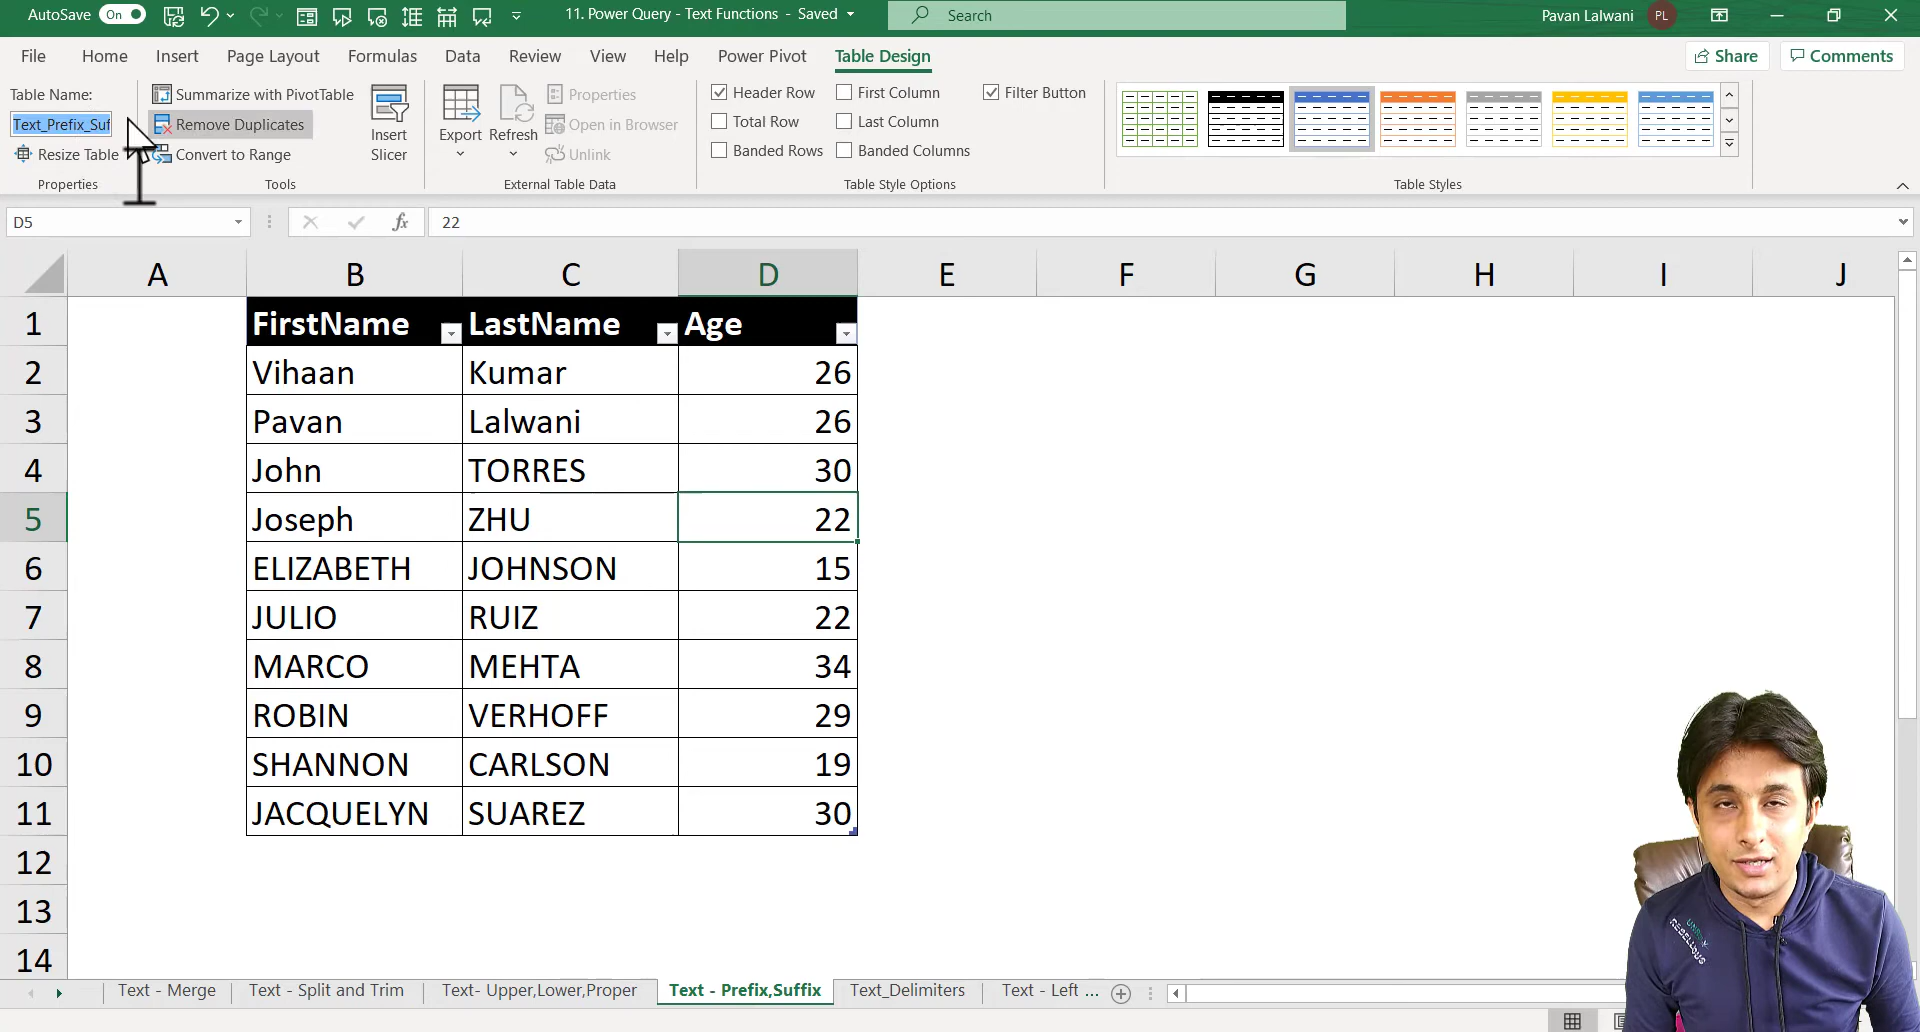 AutoSave On 11. Power Query - Text Functions - Saved Search Pavan Lalwani PL
File Home Insert Page Layout Formulas Data Review View Help Power Pivot Table Design Share Comments
Table Name:
Text_Prefix_Suf
Resize Table
Properties
Summarize with PivotTable
Remove Duplicates
Convert to Range
Tools
Insert
Slicer
Export
Refresh
Properties
Open in Browser
Unlink
External Table Data
Header Row First Column Filter Button
Total Row Last Column
Banded Rows Banded Columns
Table Style Options
Table Styles
D5 fx 22
A B C D E F G H I J
1 FirstName LastName Age
2 Vihaan Kumar 26
3 Pavan Lalwani 26
4 John TORRES 30
5 Joseph ZHU 22
6 ELIZABETH JOHNSON 15
7 JULIO RUIZ 22
8 MARCO MEHTA 34
9 ROBIN VERHOFF 29
10 SHANNON CARLSON 19
11 JACQUELYN SUAREZ 30
12
13
14
Text - Merge Text - Split and Trim Text- Upper,Lower,Proper Text - Prefix,Suffix Text_Delimiters Text - Left ...